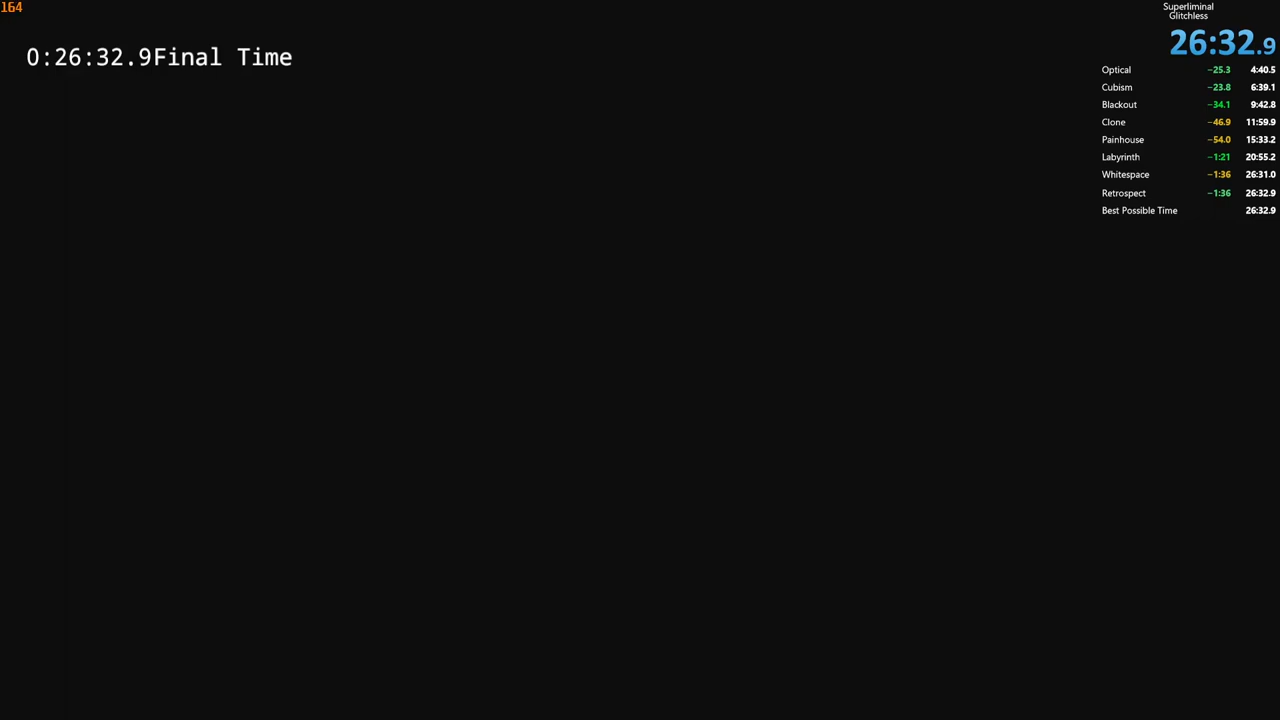 164
0:26:32.9Final Time
Superliminal
Glitchless
26:32.9
Optical −25.3 4:40.5
Cubism −23.8 6:39.1
Blackout −34.1 9:42.8
Clone −46.9 11:59.9
Painhouse −54.0 15:33.2
Labyrinth −1:21 20:55.2
Whitespace −1:36 26:31.0
Retrospect −1:36 26:32.9
Best Possible Time 26:32.9